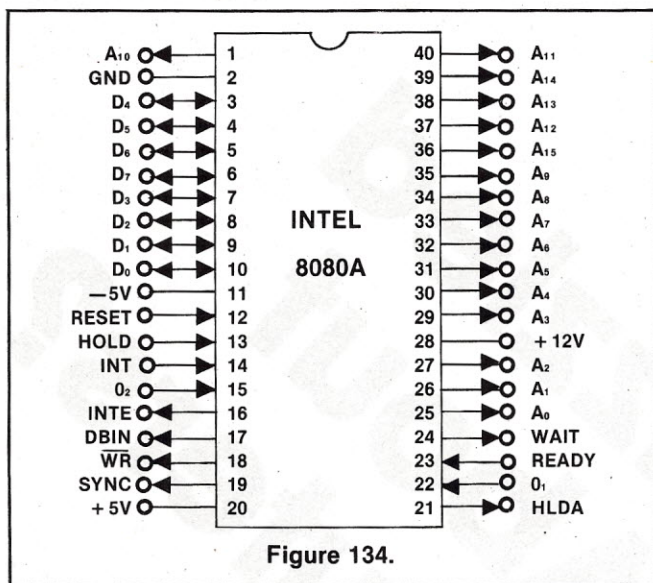 A₁₀ 1 40 A₁₁
GND 2 39 A₁₄
D₄ 3 38 A₁₃
D₅ 4 37 A₁₂
D₆ 5 36 A₁₅
D₇ 6 35 A₉
D₃ 7 34 A₈
D₂ 8 INTEL 33 A₇
D₁ 9 32 A₆
D₀ 10 8080A 31 A₅
—5V 11 30 A₄
RESET 12 29 A₃
HOLD 13 28 +12V
INT 14 27 A₂
0₂ 15 26 A₁
INTE 16 25 A₀
DBIN 17 24 WAIT
W̅R̅ 18 23 READY
SYNC 19 22 0₁
+5V 20 21 HLDA
Figure 134.